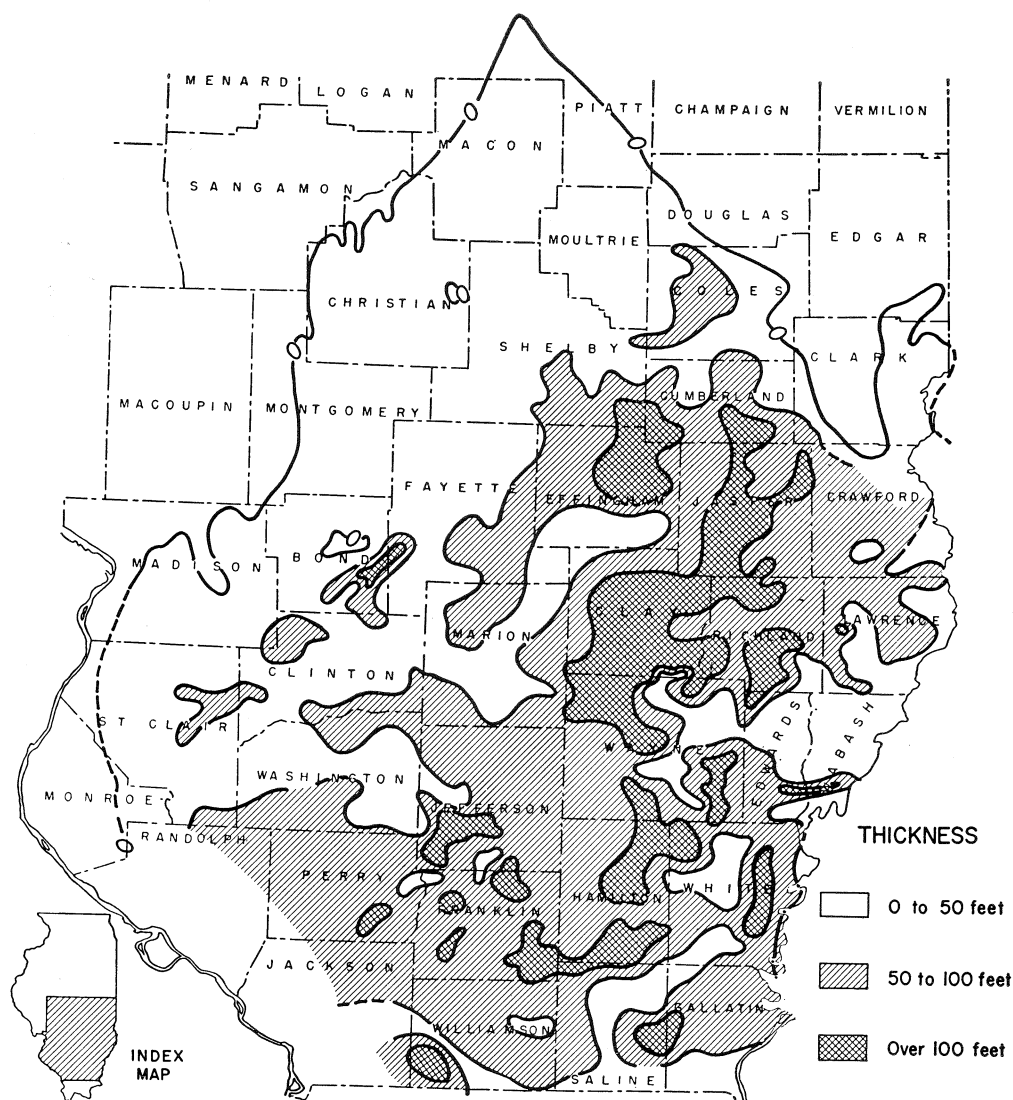 MENARD
LOGAN
PIATT
CHAMPAIGN
VERMILION
MACON
SANGAMON
DOUGLAS
MOULTRIE
EDGAR
CHRISTIAN
COLES
SHELBY
CLARK
MACOUPIN
MONTGOMERY
CUMBERLAND
FAYETTE
EFFINGHAM
JASPER
CRAWFORD
MADISON
BOND
MARION
CLAY
RICHLAND
LAWRENCE
CLINTON
ST CLAIR
WASHINGTON
WAYNE
EDWARDS
WABASH
MONROE
JEFFERSON
RANDOLPH
PERRY
FRANKLIN
HAMILTON
WHITE
JACKSON
WILLIAMSON
GALLATIN
SALINE
THICKNESS
0 to 50 feet
50 to 100 feet
Over 100 feet
INDEX
MAP